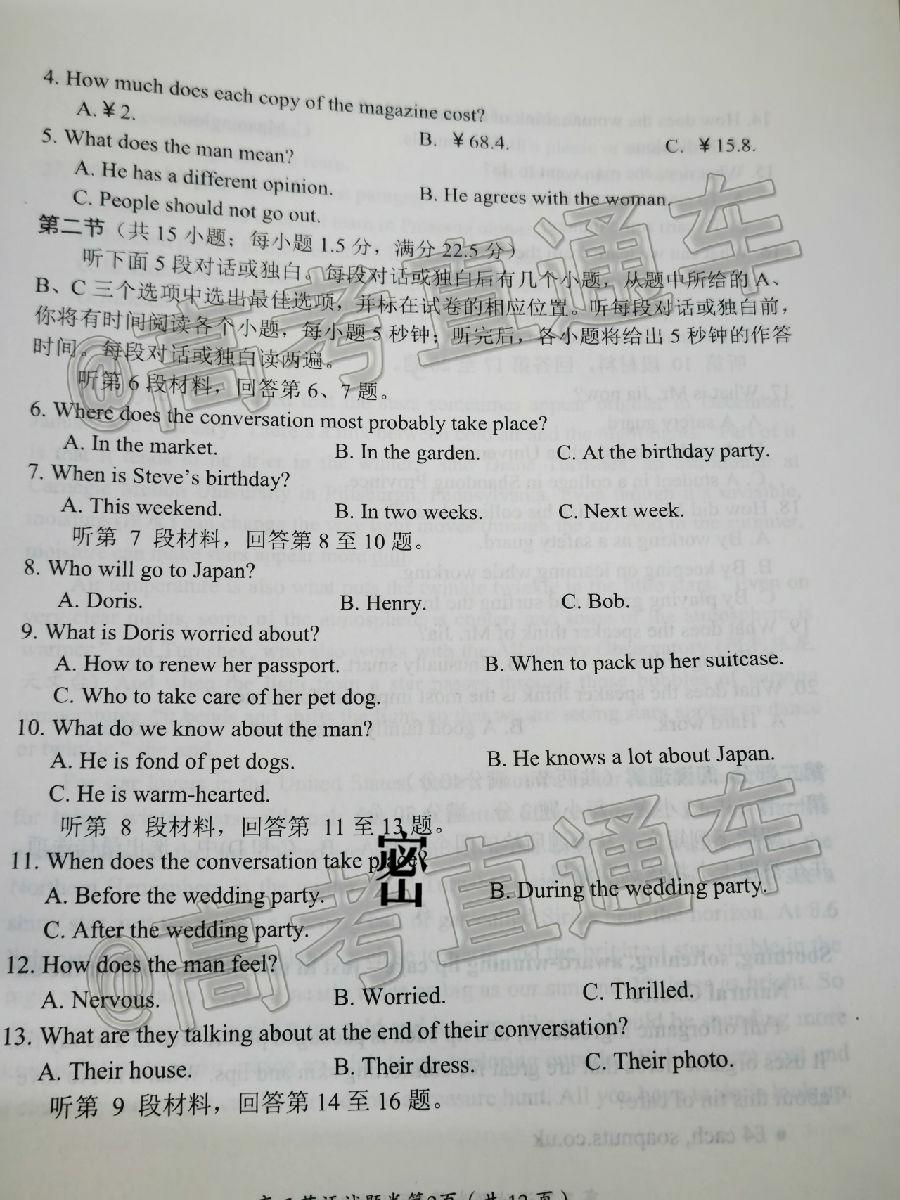 4. How much does each copy of the magazine cost?
A. ¥ 2. B. ¥ 68.4. C. ¥ 15.8.
5. What does the man mean?
A. He has a different opinion. B. He agrees with the woman.
C. People should not go out.
第二节（共 15 小题；每小题 1.5 分，满分 22.5 分）
听下面 5 段对话或独白。每段对话或独白后有几个小题，从题中所给的 A、
B、C 三个选项中选出最佳选项，并标在试卷的相应位置。听每段对话或独白前，
你将有时间阅读各个小题，每小题 5 秒钟；听完后，各小题将给出 5 秒钟的作答
时间。每段对话或独白读两遍。
听第 6 段材料，回答第 6、7 题。
6. Where does the conversation most probably take place?
A. In the market. B. In the garden. C. At the birthday party.
7. When is Steve's birthday?
A. This weekend. B. In two weeks. C. Next week.
听第 7 段材料，回答第 8 至 10 题。
8. Who will go to Japan?
A. Doris. B. Henry. C. Bob.
9. What is Doris worried about?
A. How to renew her passport. B. When to pack up her suitcase.
C. Who to take care of her pet dog.
10. What do we know about the man?
A. He is fond of pet dogs. B. He knows a lot about Japan.
C. He is warm-hearted.
听第 8 段材料，回答第 11 至 13 题。
11. When does the conversation take place?
A. Before the wedding party. B. During the wedding party.
C. After the wedding party.
12. How does the man feel?
A. Nervous. B. Worried. C. Thrilled.
13. What are they talking about at the end of their conversation?
A. Their house. B. Their dress. C. Their photo.
听第 9 段材料，回答第 14 至 16 题。
@高考直通车
@高考直通车
密